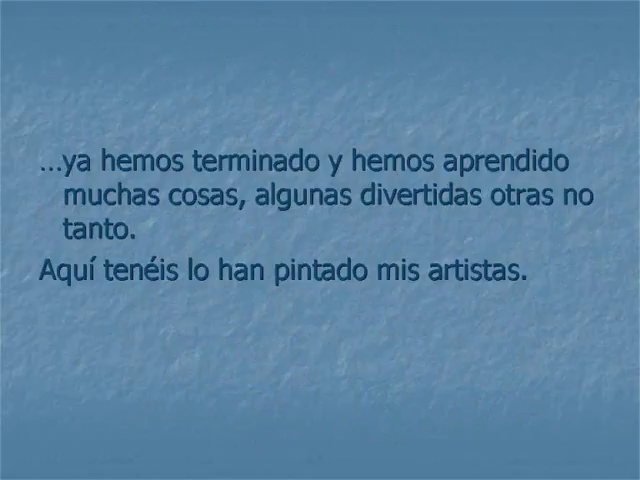 ...ya hemos terminado y hemos aprendido
muchas cosas, algunas divertidas otras no
tanto.
Aquí tenéis lo han pintado mis artistas.